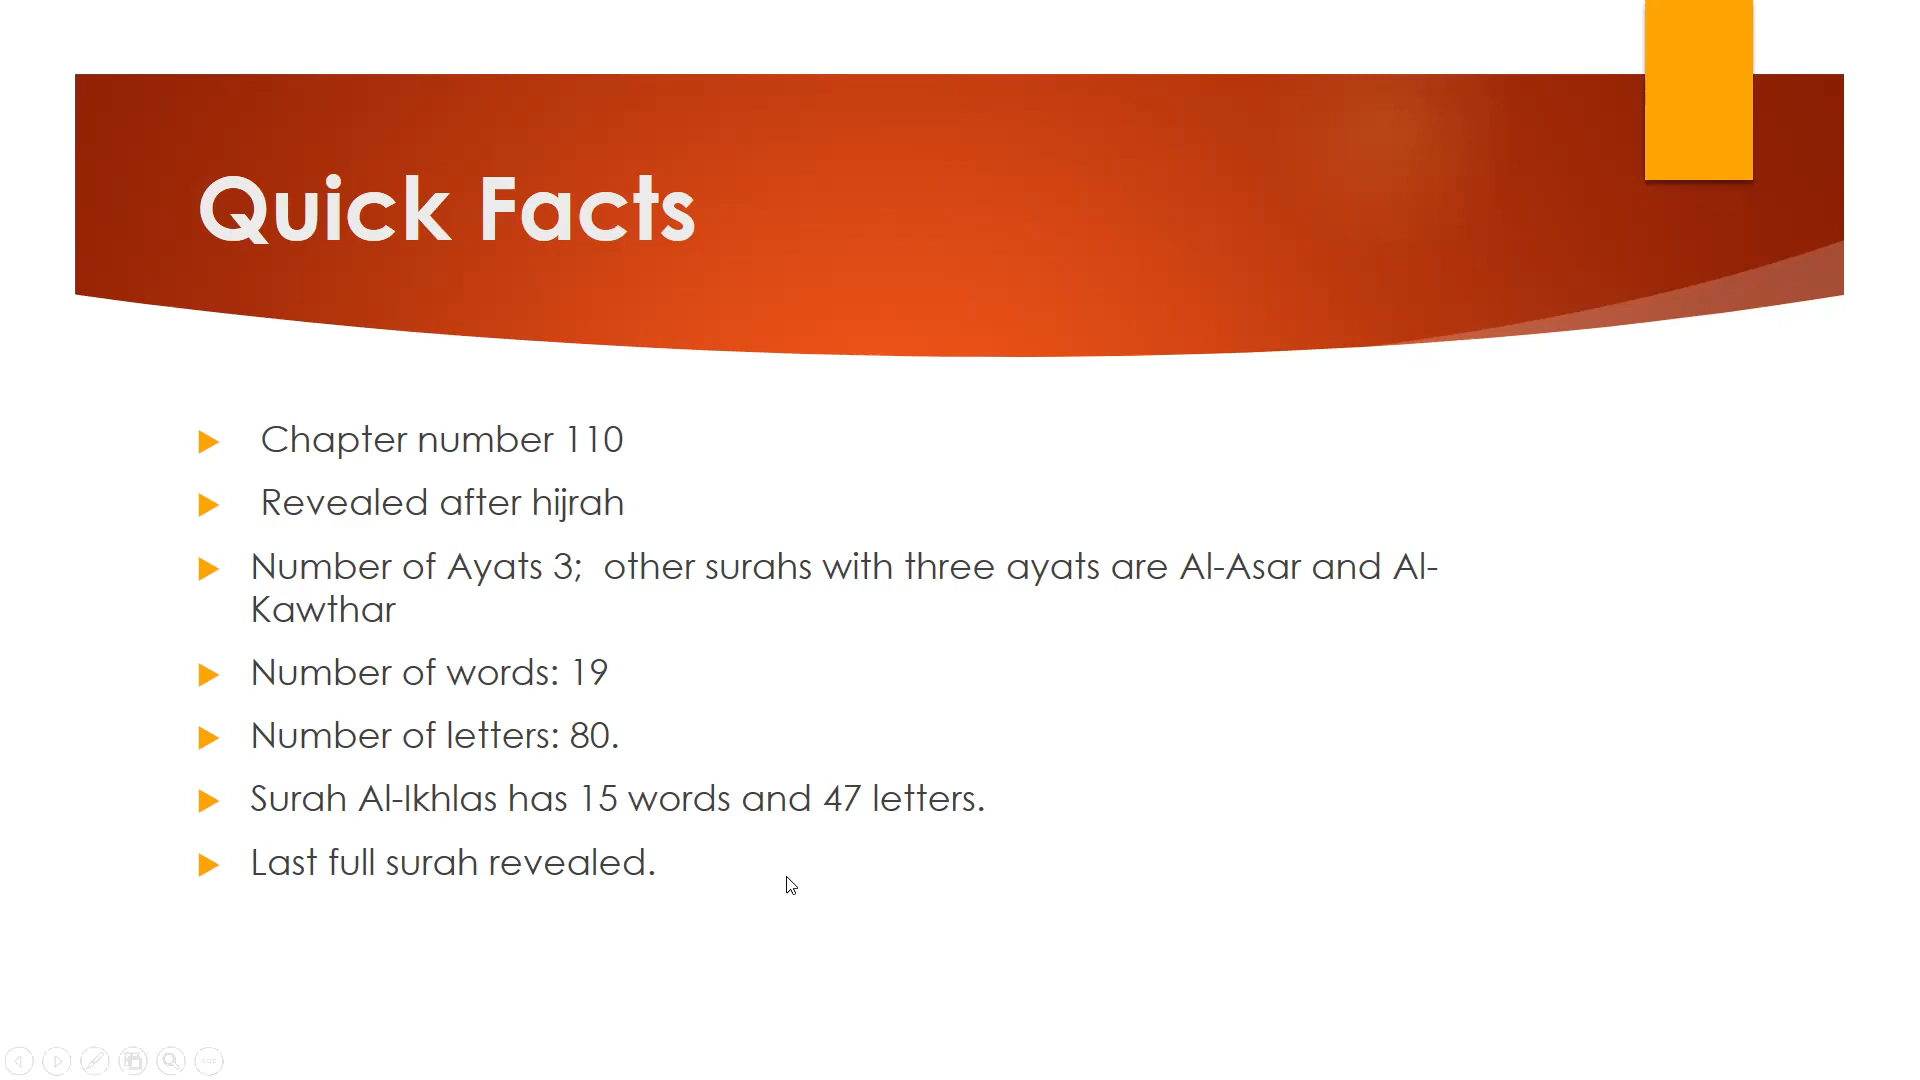 Quick Facts
Chapter number 110
Revealed after hijrah
Number of Ayats 3;  other surahs with three ayats are Al-Asar and Al-
Kawthar
Number of words: 19
Number of letters: 80.
Surah Al-Ikhlas has 15 words and 47 letters.
Last full surah revealed.